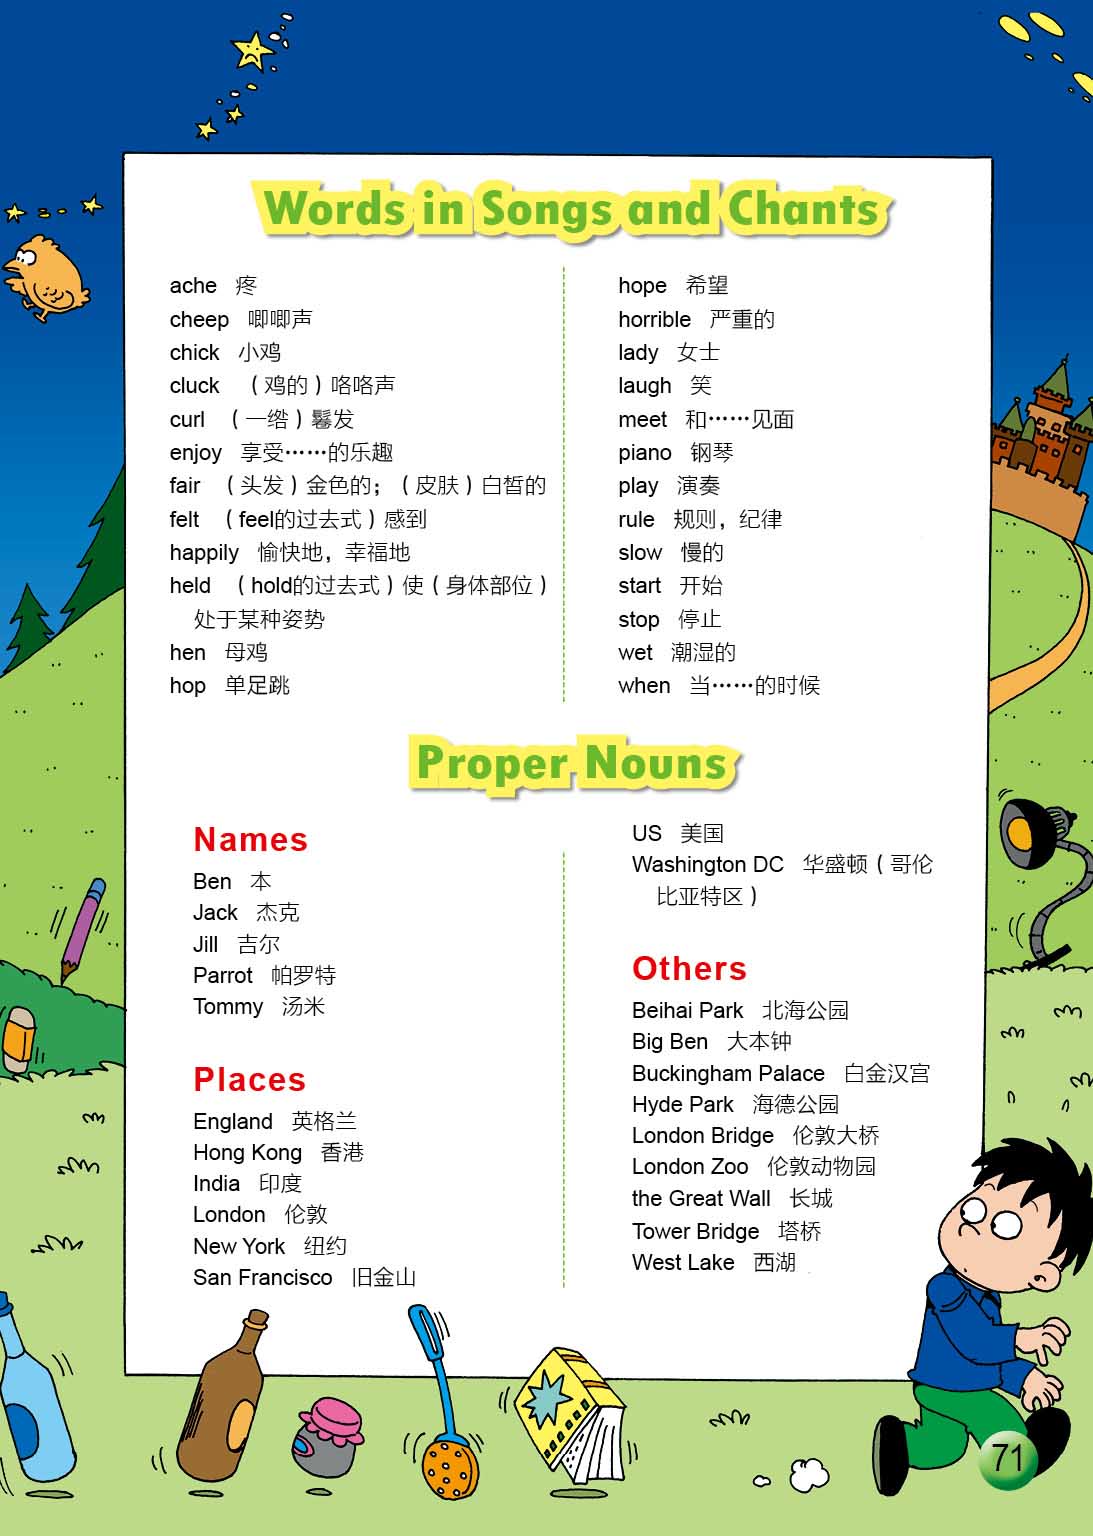 Words in Songs and Chants
ache 疼
cheep 唧唧声
chick 小鸡
cluck （鸡的）咯咯声
curl （一绺）鬈发
enjoy 享受……的乐趣
fair （头发）金色的；（皮肤）白皙的
felt （feel的过去式）感到
happily 愉快地，幸福地
held （hold的过去式）使（身体部位）
处于某种姿势
hen 母鸡
hop 单足跳
hope 希望
horrible 严重的
lady 女士
laugh 笑
meet 和……见面
piano 钢琴
play 演奏
rule 规则，纪律
slow 慢的
start 开始
stop 停止
wet 潮湿的
when 当……的时候
Proper Nouns
Names
Ben 本
Jack 杰克
Jill 吉尔
Parrot 帕罗特
Tommy 汤米
Places
England 英格兰
Hong Kong 香港
India 印度
London 伦敦
New York 纽约
San Francisco 旧金山
US 美国
Washington DC 华盛顿（哥伦
比亚特区）
Others
Beihai Park 北海公园
Big Ben 大本钟
Buckingham Palace 白金汉宫
Hyde Park 海德公园
London Bridge 伦敦大桥
London Zoo 伦敦动物园
the Great Wall 长城
Tower Bridge 塔桥
West Lake 西湖
71